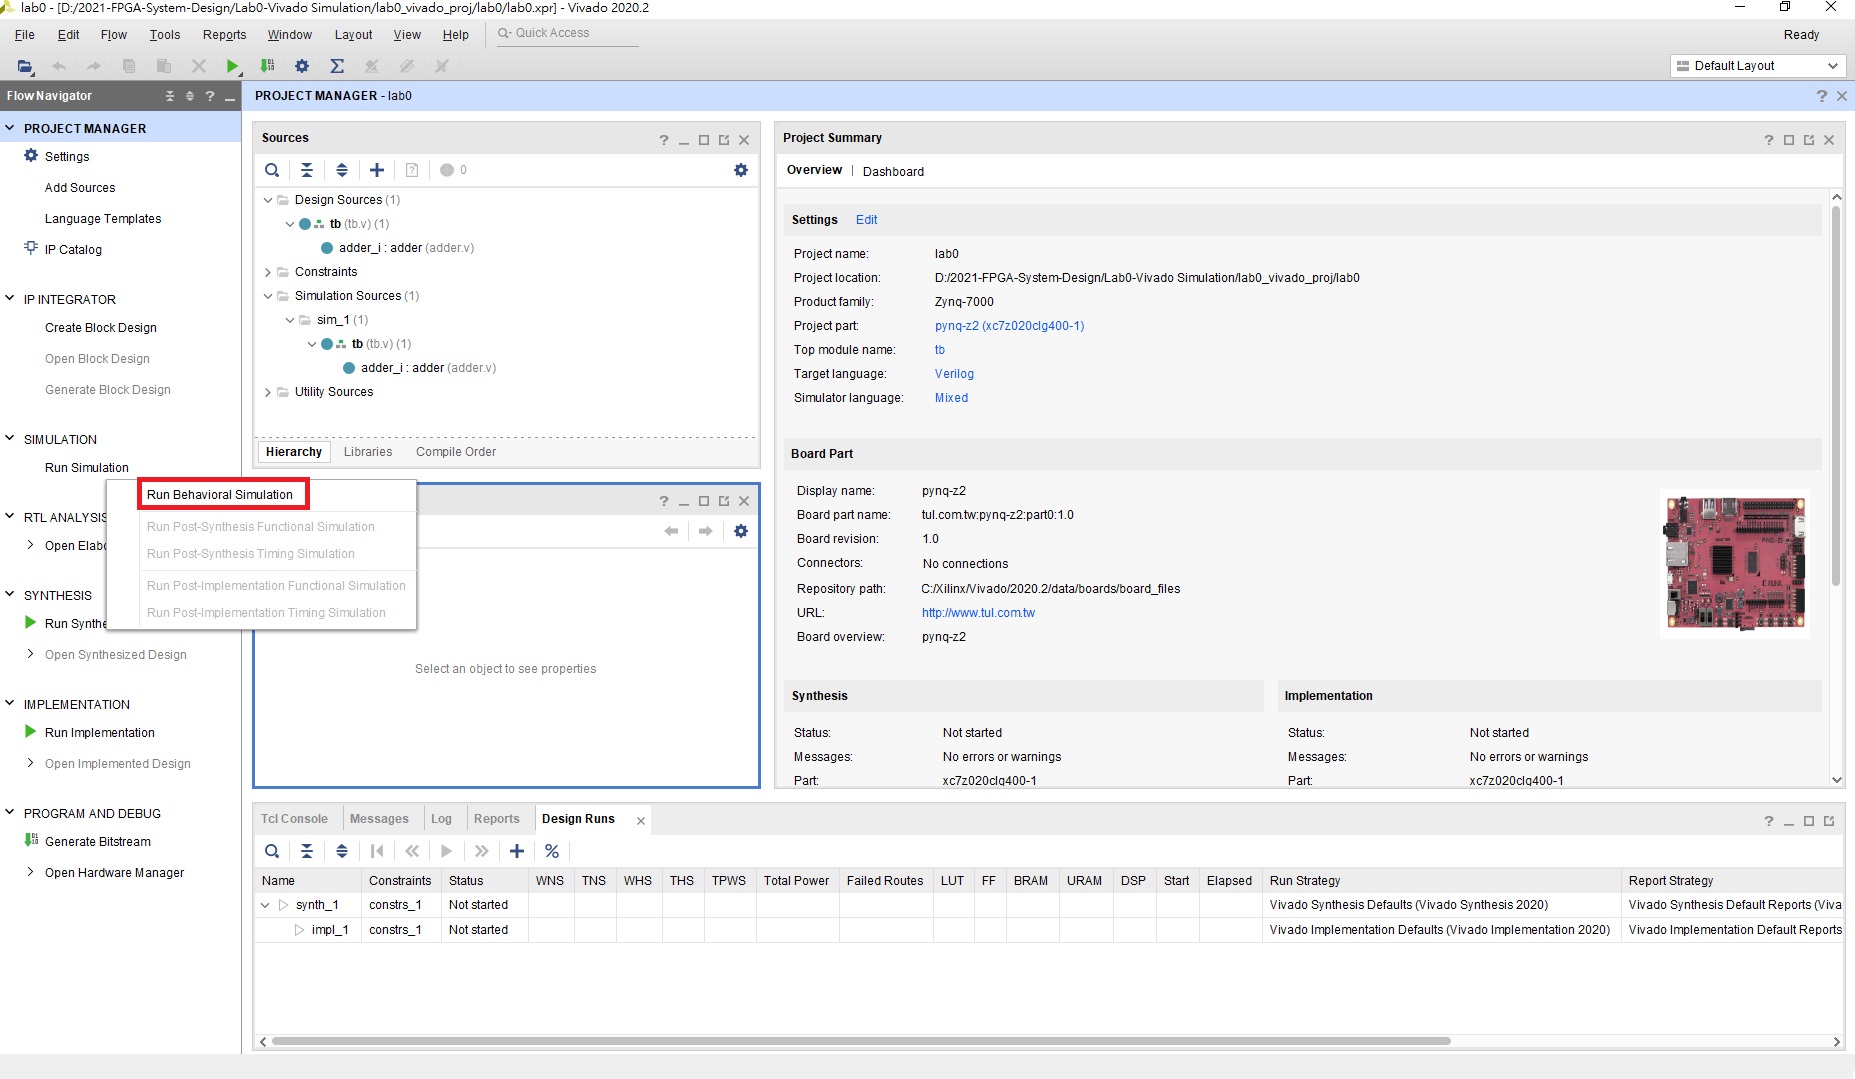 lab0 - [D:/2021-FPGA-System-Design/Lab0-Vivado Simulation/lab0_vivado_proj/lab0/lab0.xpr] - Vivado 2020.2
File Edit Flow Tools Reports Window Layout View Help Quick Access
Ready
Default Layout
Flow Navigator
PROJECT MANAGER
Settings
Add Sources
Language Templates
IP Catalog
IP INTEGRATOR
Create Block Design
Open Block Design
Generate Block Design
SIMULATION
Run Simulation
Run Behavioral Simulation
Run Post-Synthesis Functional Simulation
Run Post-Synthesis Timing Simulation
Run Post-Implementation Functional Simulation
Run Post-Implementation Timing Simulation
RTL ANALYSIS
Open Elabo
SYNTHESIS
Run Synthe
Open Synthesized Design
IMPLEMENTATION
Run Implementation
Open Implemented Design
PROGRAM AND DEBUG
Generate Bitstream
Open Hardware Manager
PROJECT MANAGER - lab0
Sources
0
Design Sources (1)
tb (tb.v) (1)
adder_i : adder (adder.v)
Constraints
Simulation Sources (1)
sim_1 (1)
tb (tb.v) (1)
adder_i : adder (adder.v)
Utility Sources
Hierarchy Libraries Compile Order
Select an object to see properties
Project Summary
Overview | Dashboard
Settings Edit
Project name: lab0
Project location: D:/2021-FPGA-System-Design/Lab0-Vivado Simulation/lab0_vivado_proj/lab0
Product family: Zynq-7000
Project part: pynq-z2 (xc7z020clg400-1)
Top module name: tb
Target language: Verilog
Simulator language: Mixed
Board Part
Display name: pynq-z2
Board part name: tul.com.tw:pynq-z2:part0:1.0
Board revision: 1.0
Connectors: No connections
Repository path: C:/Xilinx/Vivado/2020.2/data/boards/board_files
URL: http://www.tul.com.tw
Board overview: pynq-z2
Synthesis
Status: Not started
Messages: No errors or warnings
Part: xc7z020clg400-1
Implementation
Status: Not started
Messages: No errors or warnings
Part: xc7z020clg400-1
Tcl Console Messages Log Reports Design Runs
Name Constraints Status WNS TNS WHS THS TPWS Total Power Failed Routes LUT FF BRAM URAM DSP Start Elapsed Run Strategy Report Strategy
synth_1 constrs_1 Not started Vivado Synthesis Defaults (Vivado Synthesis 2020) Vivado Synthesis Default Reports (Viva
impl_1 constrs_1 Not started Vivado Implementation Defaults (Vivado Implementation 2020) Vivado Implementation Default Reports